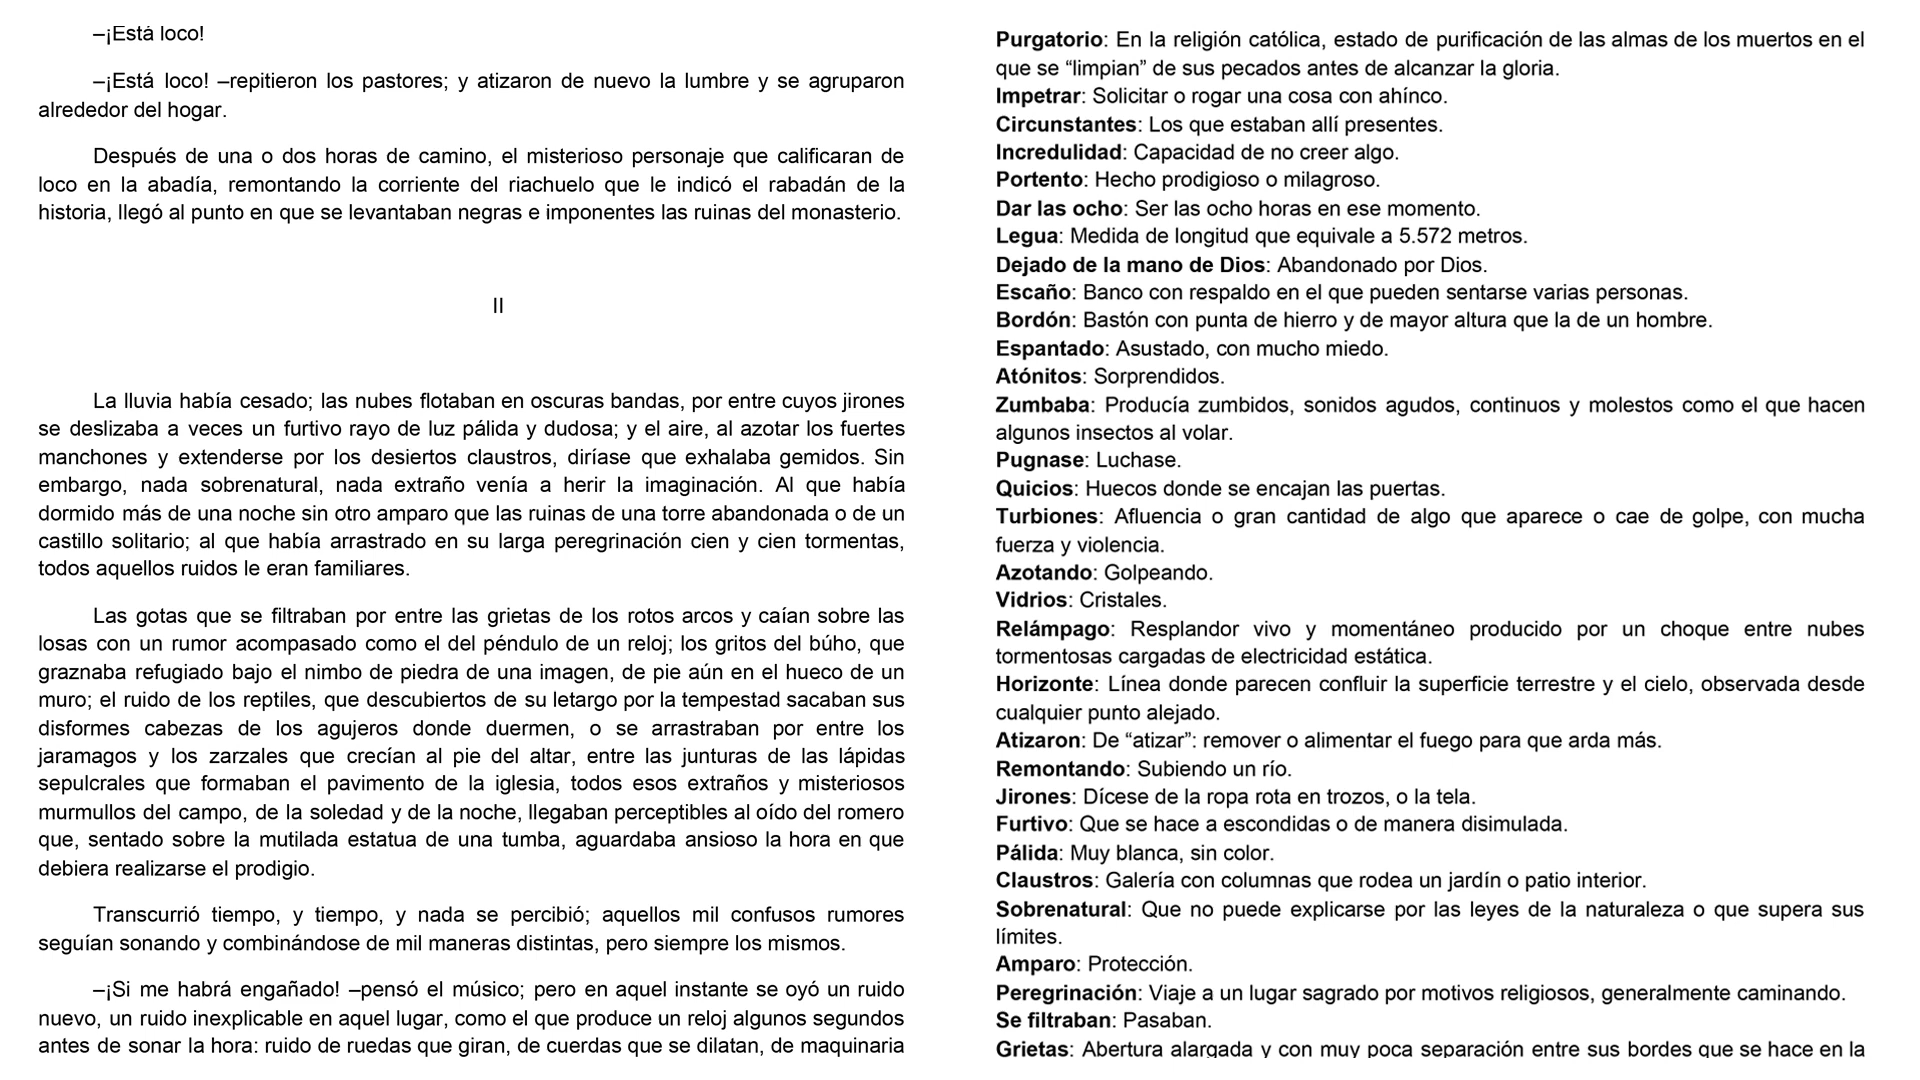 –¡Está loco!
–¡Está loco! –repitieron los pastores; y atizaron de nuevo la lumbre y se agruparon
alrededor del hogar.
Después de una o dos horas de camino, el misterioso personaje que calificaran de
loco en la abadía, remontando la corriente del riachuelo que le indicó el rabadán de la
historia, llegó al punto en que se levantaban negras e imponentes las ruinas del monasterio.
II
La lluvia había cesado; las nubes flotaban en oscuras bandas, por entre cuyos jirones
se deslizaba a veces un furtivo rayo de luz pálida y dudosa; y el aire, al azotar los fuertes
manchones y extenderse por los desiertos claustros, diríase que exhalaba gemidos. Sin
embargo, nada sobrenatural, nada extraño venía a herir la imaginación. Al que había
dormido más de una noche sin otro amparo que las ruinas de una torre abandonada o de un
castillo solitario; al que había arrastrado en su larga peregrinación cien y cien tormentas,
todos aquellos ruidos le eran familiares.
Las gotas que se filtraban por entre las grietas de los rotos arcos y caían sobre las
losas con un rumor acompasado como el del péndulo de un reloj; los gritos del búho, que
graznaba refugiado bajo el nimbo de piedra de una imagen, de pie aún en el hueco de un
muro; el ruido de los reptiles, que descubiertos de su letargo por la tempestad sacaban sus
disformes cabezas de los agujeros donde duermen, o se arrastraban por entre los
jaramagos y los zarzales que crecían al pie del altar, entre las junturas de las lápidas
sepulcrales que formaban el pavimento de la iglesia, todos esos extraños y misteriosos
murmullos del campo, de la soledad y de la noche, llegaban perceptibles al oído del romero
que, sentado sobre la mutilada estatua de una tumba, aguardaba ansioso la hora en que
debiera realizarse el prodigio.
Transcurrió tiempo, y tiempo, y nada se percibió; aquellos mil confusos rumores
seguían sonando y combinándose de mil maneras distintas, pero siempre los mismos.
–¡Si me habrá engañado! –pensó el músico; pero en aquel instante se oyó un ruido
nuevo, un ruido inexplicable en aquel lugar, como el que produce un reloj algunos segundos
antes de sonar la hora: ruido de ruedas que giran, de cuerdas que se dilatan, de maquinaria
Purgatorio: En la religión católica, estado de purificación de las almas de los muertos en el
que se “limpian” de sus pecados antes de alcanzar la gloria.
Impetrar: Solicitar o rogar una cosa con ahínco.
Circunstantes: Los que estaban allí presentes.
Incredulidad: Capacidad de no creer algo.
Portento: Hecho prodigioso o milagroso.
Dar las ocho: Ser las ocho horas en ese momento.
Legua: Medida de longitud que equivale a 5.572 metros.
Dejado de la mano de Dios: Abandonado por Dios.
Escaño: Banco con respaldo en el que pueden sentarse varias personas.
Bordón: Bastón con punta de hierro y de mayor altura que la de un hombre.
Espantado: Asustado, con mucho miedo.
Atónitos: Sorprendidos.
Zumbaba: Producía zumbidos, sonidos agudos, continuos y molestos como el que hacen
algunos insectos al volar.
Pugnase: Luchase.
Quicios: Huecos donde se encajan las puertas.
Turbiones: Afluencia o gran cantidad de algo que aparece o cae de golpe, con mucha
fuerza y violencia.
Azotando: Golpeando.
Vidrios: Cristales.
Relámpago: Resplandor vivo y momentáneo producido por un choque entre nubes
tormentosas cargadas de electricidad estática.
Horizonte: Línea donde parecen confluir la superficie terrestre y el cielo, observada desde
cualquier punto alejado.
Atizaron: De “atizar”: remover o alimentar el fuego para que arda más.
Remontando: Subiendo un río.
Jirones: Dícese de la ropa rota en trozos, o la tela.
Furtivo: Que se hace a escondidas o de manera disimulada.
Pálida: Muy blanca, sin color.
Claustros: Galería con columnas que rodea un jardín o patio interior.
Sobrenatural: Que no puede explicarse por las leyes de la naturaleza o que supera sus
límites.
Amparo: Protección.
Peregrinación: Viaje a un lugar sagrado por motivos religiosos, generalmente caminando.
Se filtraban: Pasaban.
Grietas: Abertura alargada y con muy poca separación entre sus bordes que se hace en la